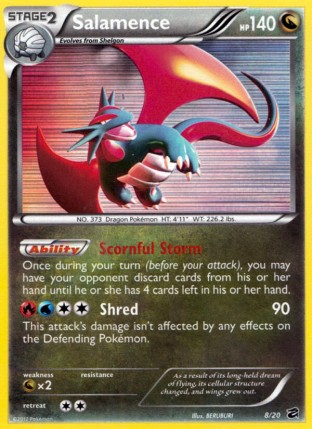 STAGE2
Salamence
HP 140
Evolves from Shelgon
NO. 373 Dragon Pokémon HT: 4'11" WT: 226.2 lbs.
Ability Scornful Storm
Once during your turn (before your attack), you may
have your opponent discard cards from his or her
hand until he or she has 4 cards left in his or her hand.
Shred 90
This attack's damage isn't affected by any effects on
the Defending Pokémon.
weakness resistance
×2
retreat
As a result of its long-held dream
of flying, its cellular structure
changed, and wings grew out.
Illus. BERUBURI 8/20